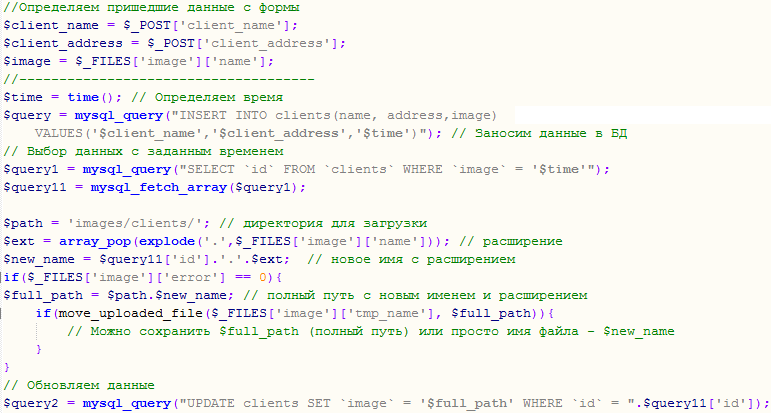 //Определяем пришедшие данные с формы
$client_name = $_POST['client_name'];
$client_address = $_POST['client_address'];
$image = $_FILES['image']['name'];
//------------------------------------
$time = time(); // Определяем время
$query = mysql_query("INSERT INTO clients(name, address,image)
    VALUES('$client_name','$client_address','$time')"); // Заносим данные в БД
// Выбор данных с заданным временем
$query1 = mysql_query("SELECT `id` FROM `clients` WHERE `image` = '$time'");
$query11 = mysql_fetch_array($query1);

$path = 'images/clients/'; // директория для загрузки
$ext = array_pop(explode('.',$_FILES['image']['name'])); // расширение
$new_name = $query11['id'].'.'.$ext;  // новое имя с расширением
if($_FILES['image']['error'] == 0){
$full_path = $path.$new_name; // полный путь с новым именем и расширением
    if(move_uploaded_file($_FILES['image']['tmp_name'], $full_path)){
        // Можно сохранить $full_path (полный путь) или просто имя файла - $new_name
    }
}
// Обновляем данные
$query2 = mysql_query("UPDATE clients SET `image` = '$full_path' WHERE `id` = ".$query11['id']);